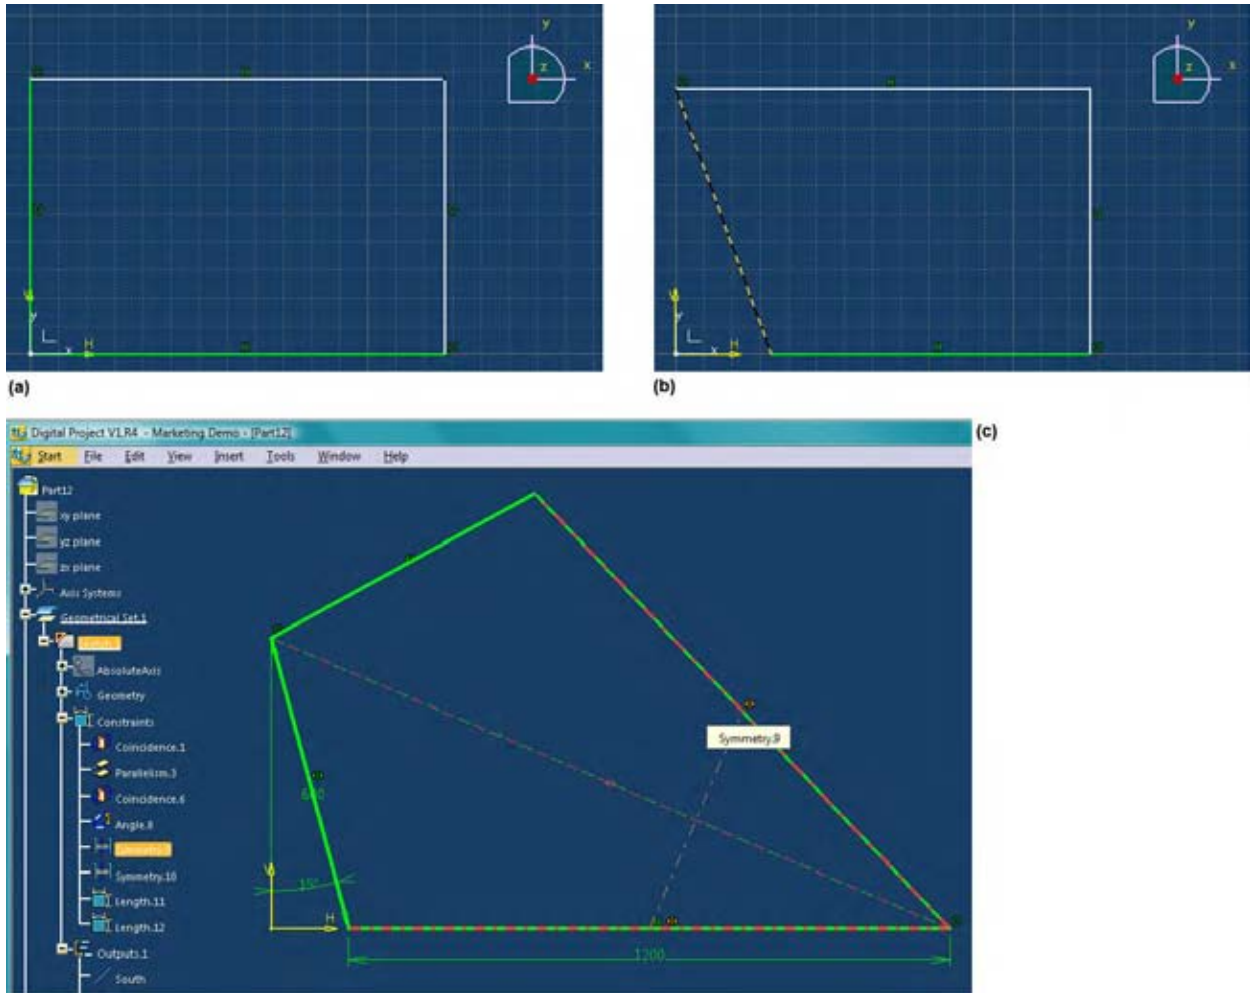 y
z
x
y
z
x
V
y
x
H
V
y
x
H
(a)
(b)
(c)
Digital Project V1.R4 - Marketing Demo - [Part12]
Start File Edit View Insert Tools Window Help
Part12
xy plane
yz plane
zx plane
Axis Systems
Geometrical Set.1
AbsoluteAxis
Geometry
Constraints
Coincidence.1
Parallelism.3
Coincidence.6
Angle.8
Symmetry.10
Length.11
Length.12
Outputs.1
South
Symmetry.9
15°
V
H
1200